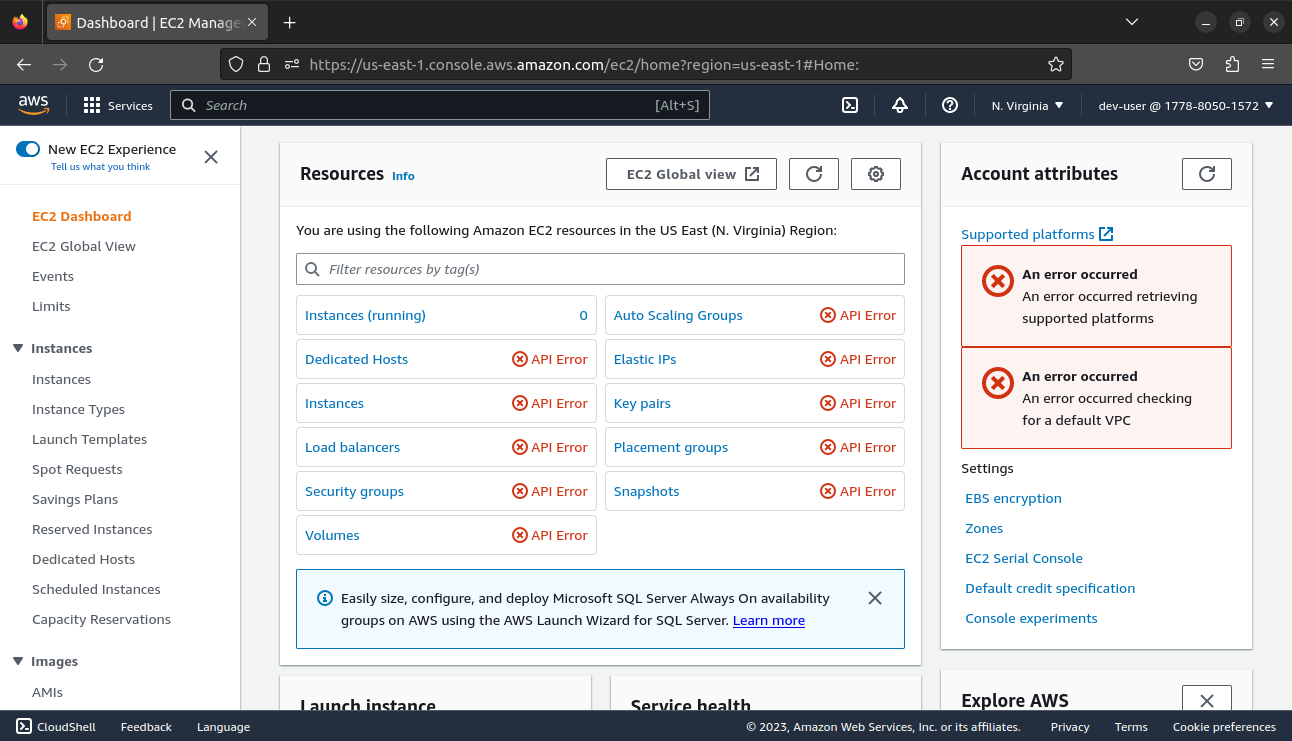 Dashboard | EC2 Manage
https://us-east-1.console.aws.amazon.com/ec2/home?region=us-east-1#Home:
aws
Services
Search
[Alt+S]
N. Virginia
dev-user @ 1778-8050-1572
New EC2 Experience
Tell us what you think
EC2 Dashboard
EC2 Global View
Events
Limits
Instances
Instances
Instance Types
Launch Templates
Spot Requests
Savings Plans
Reserved Instances
Dedicated Hosts
Scheduled Instances
Capacity Reservations
Images
AMIs
Resources Info
EC2 Global view
You are using the following Amazon EC2 resources in the US East (N. Virginia) Region:
Filter resources by tag(s)
Instances (running) 0
Auto Scaling Groups API Error
Dedicated Hosts API Error
Elastic IPs API Error
Instances API Error
Key pairs API Error
Load balancers API Error
Placement groups API Error
Security groups API Error
Snapshots API Error
Volumes API Error
Easily size, configure, and deploy Microsoft SQL Server Always On availability
groups on AWS using the AWS Launch Wizard for SQL Server. Learn more
Launch instance
Service health
Account attributes
Supported platforms
An error occurred
An error occurred retrieving
supported platforms
An error occurred
An error occurred checking
for a default VPC
Settings
EBS encryption
Zones
EC2 Serial Console
Default credit specification
Console experiments
Explore AWS
CloudShell
Feedback
Language
© 2023, Amazon Web Services, Inc. or its affiliates.
Privacy
Terms
Cookie preferences